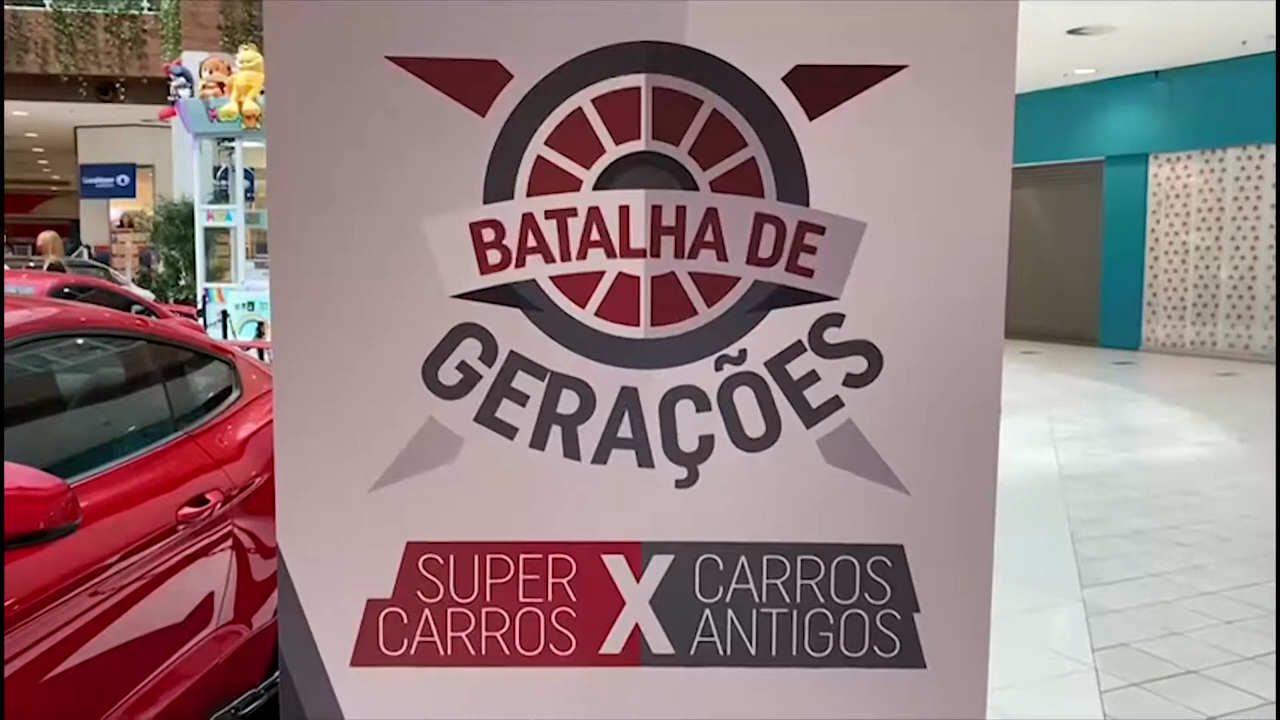 BATALHA DE
GERAÇÕES
SUPER
CARROS
X
CARROS
ANTIGOS